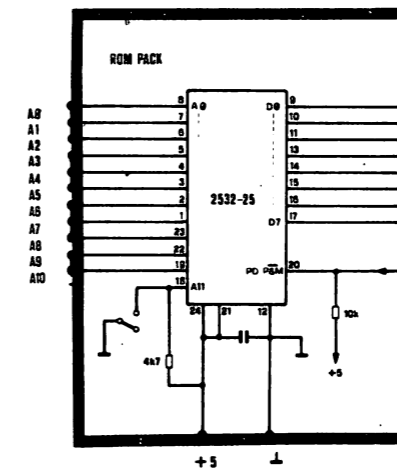 ROM PACK
8 A0 D0 9
A0 7 10
A1 6 11
A2 5 13
A3 4 14
A4 3 15
A5 2 2532-25 16
A6 1 D7 17
A7 23
A8 22
A9 19 PD PGM 20
A10 18 A11
24 21 12
10k
4k7
+5
+5